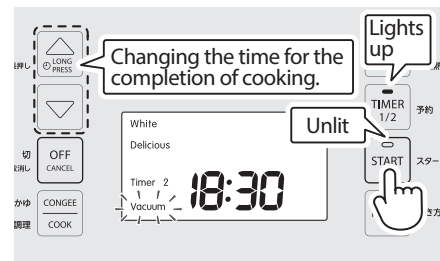 Lights
up
LONG
PRESS
Changing the time for the
completion of cooking.
TIMER
1/2
予約
White
Delicious
Unlit
切
OFF
CANCEL
START
スター
Timer 2
Vacuum
18:30
かゆ
CONGEE
調理
COOK
き方